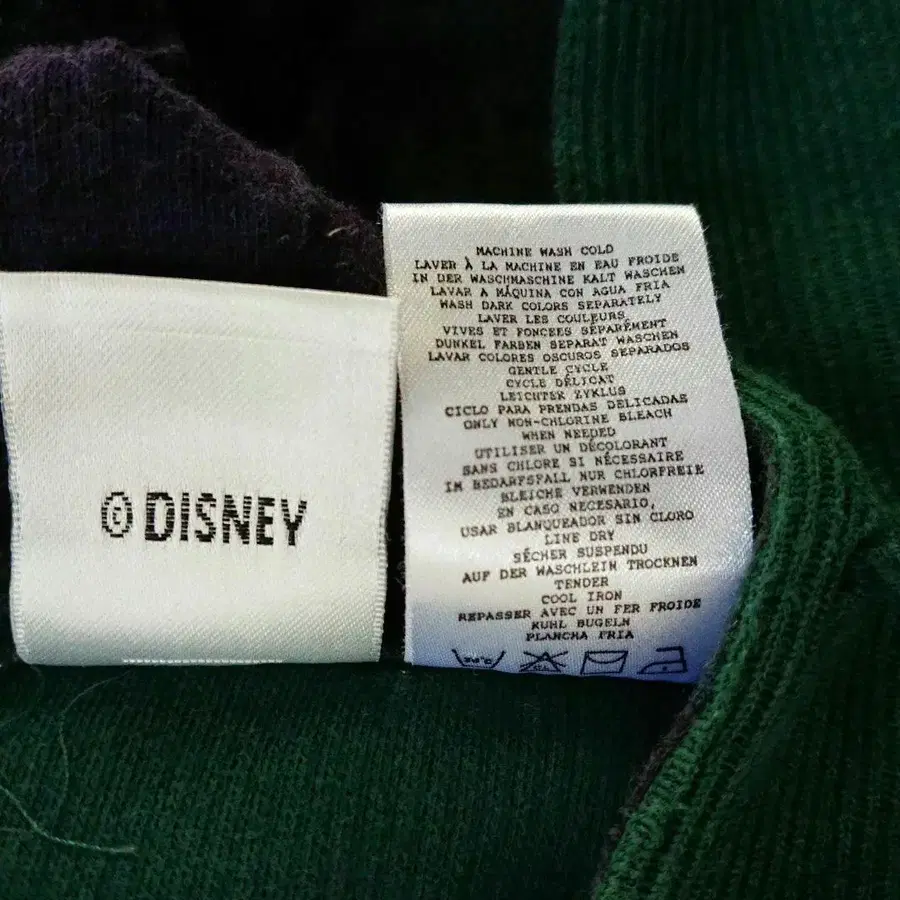 © DISNEY
MACHINE WASH COLD
LAVER À LA MACHINE EN EAU FROIDE
IN DER WASCHMASCHINE KALT WASCHEN
LAVAR A MÁQUINA CON AGUA FRIA
WASH DARK COLORS SEPARATELY
LAVER LES COULEURS
VIVES ET FONCEES SÉPARÉMENT
DUNKEL FARBEN SEPARAT WASCHEN
LAVAR COLORES OSCUROS SEPARADOS
GENTLE CYCLE
CYCLE DÉLICAT
LEICHTER ZYKLUS
CICLO PARA PRENDAS DELICADAS
ONLY NON-CHLORINE BLEACH
WHEN NEEDED
UTILISER UN DÉCOLORANT
SANS CHLORE SI NÉCESSAIRE
IM BEDARFSFALL NUR CHLORFREIE
BLEICHE VERWENDEN
EN CASO NECESARIO,
USAR BLANQUEADOR SIN CLORO
LINE DRY
SÉCHER SUSPENDU
AUF DER WASCHLEIN TROCKNEN
TENDER
COOL IRON
REPASSER AVEC UN FER FROIDE
KUHL BUGELN
PLANCHA FRIA